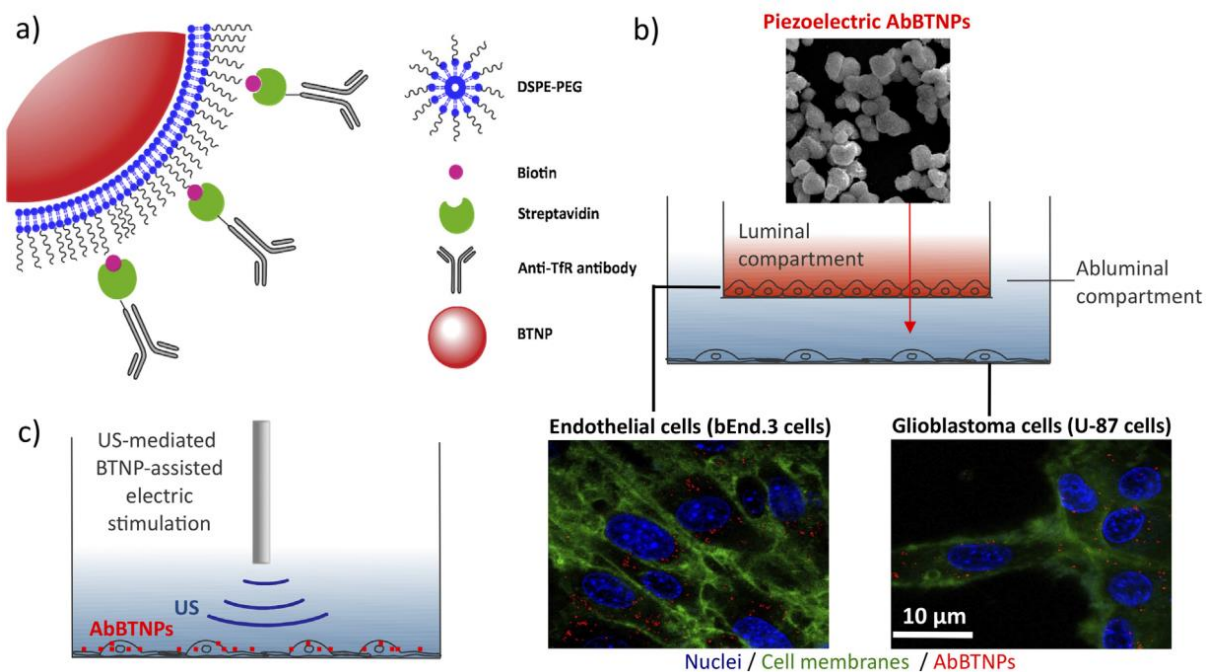 a)
DSPE-PEG
Biotin
Streptavidin
Anti-TfR antibody
BTNP
b)
Piezoelectric AbBTNPs
Luminal
compartment
Abluminal
compartment
Endothelial cells (bEnd.3 cells)
Glioblastoma cells (U-87 cells)
10 µm
Nuclei / Cell membranes / AbBTNPs
c)
US-mediated
BTNP-assisted
electric
stimulation
US
AbBTNPs